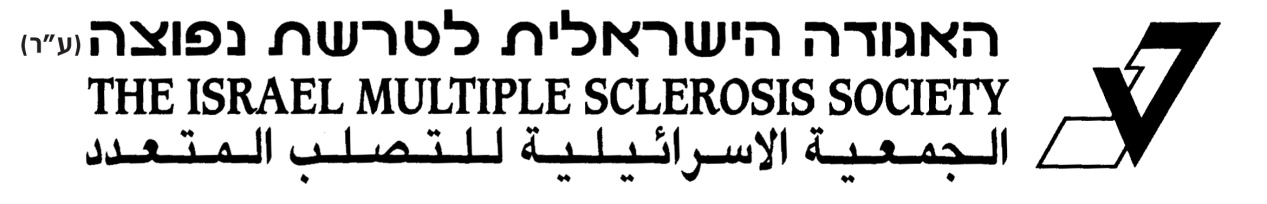 האגודה הישראלית לטרשת נפוצה (ע״ר)
THE ISRAEL MULTIPLE SCLEROSIS SOCIETY
الجمعية الاسرائيلية للتصلب المتعدد